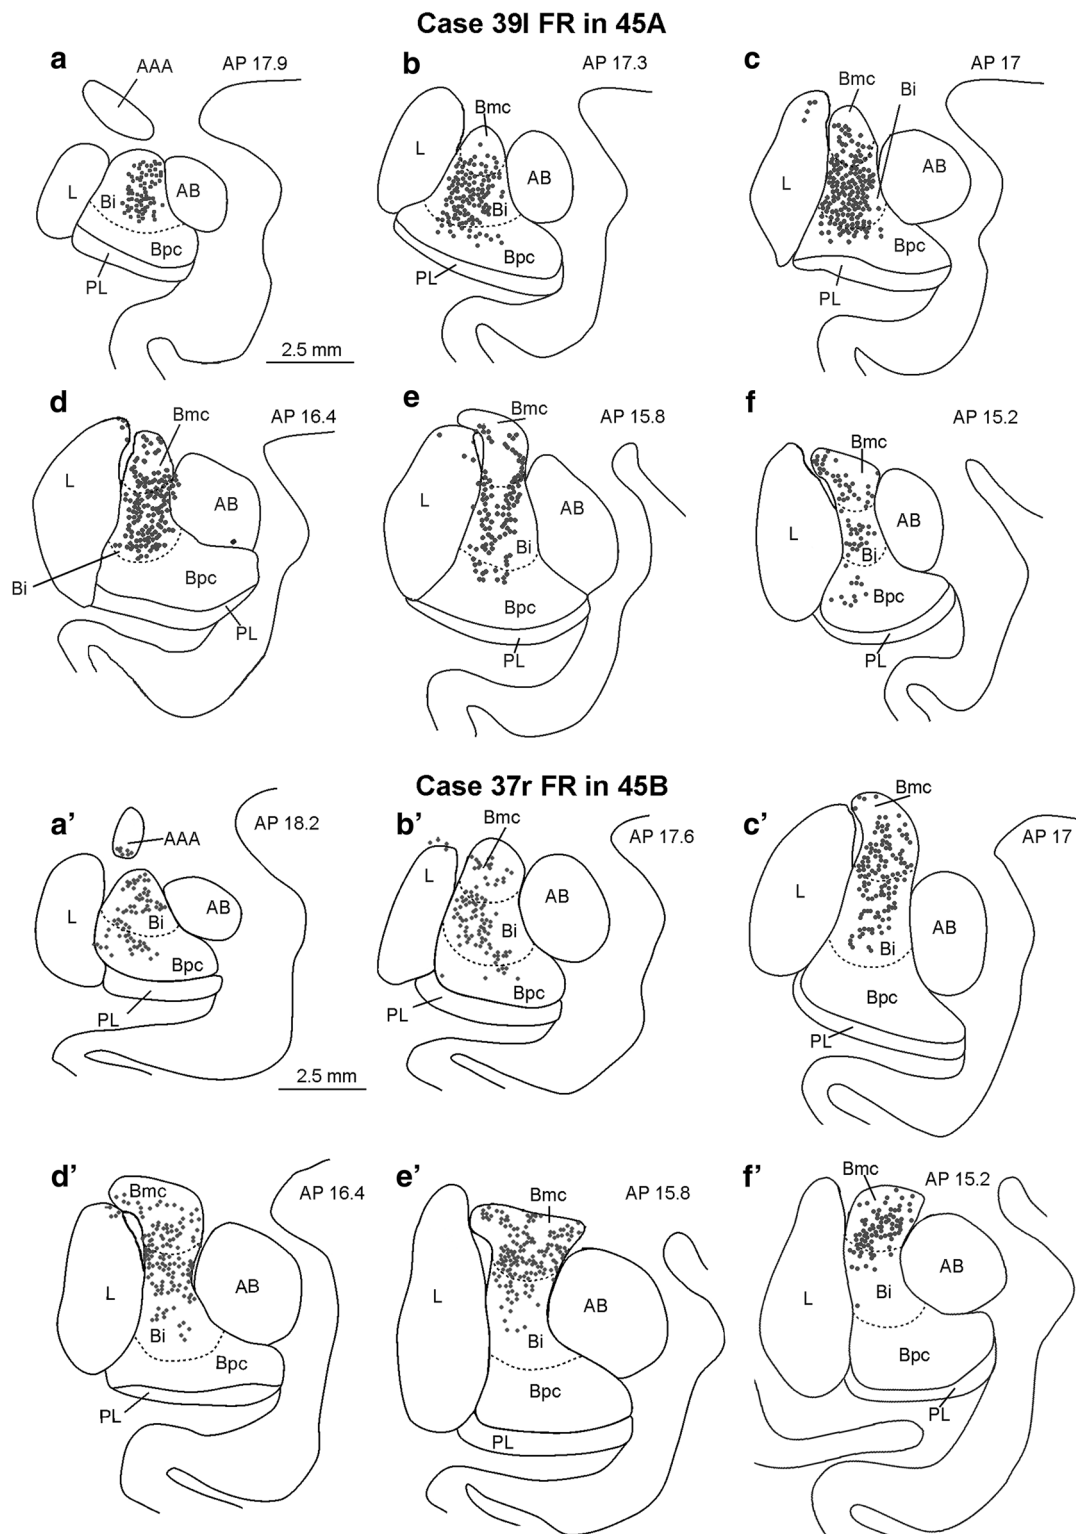 Case 39l FR in 45A
a
AAA
AP 17.9
L
Bi
AB
Bpc
PL
2.5 mm
b
AP 17.3
Bmc
L
AB
Bi
Bpc
PL
c
AP 17
Bmc
Bi
L
AB
Bpc
PL
d
Bmc
AP 16.4
L
AB
Bi
Bpc
PL
e
Bmc
AP 15.8
L
AB
Bi
Bpc
PL
f
AP 15.2
Bmc
L
AB
Bi
Bpc
PL
Case 37r FR in 45B
a’
AP 18.2
AAA
L
AB
Bi
Bpc
PL
2.5 mm
b’
Bmc
AP 17.6
L
AB
Bi
Bpc
PL
c’
Bmc
AP 17
L
AB
Bi
Bpc
PL
d’
Bmc
AP 16.4
L
AB
Bi
Bpc
PL
e’
Bmc
AP 15.8
L
AB
Bi
Bpc
PL
f’
Bmc
AP 15.2
L
AB
Bi
Bpc
PL